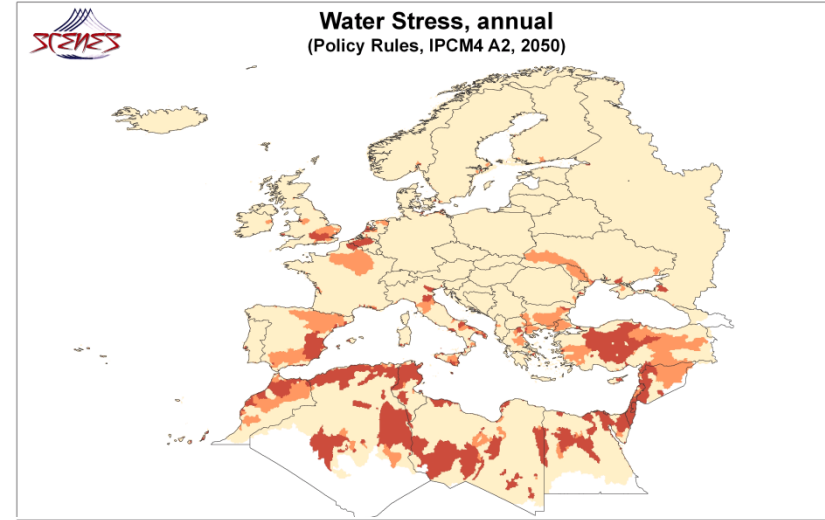 SCENES
Water Stress, annual
(Policy Rules, IPCM4 A2, 2050)